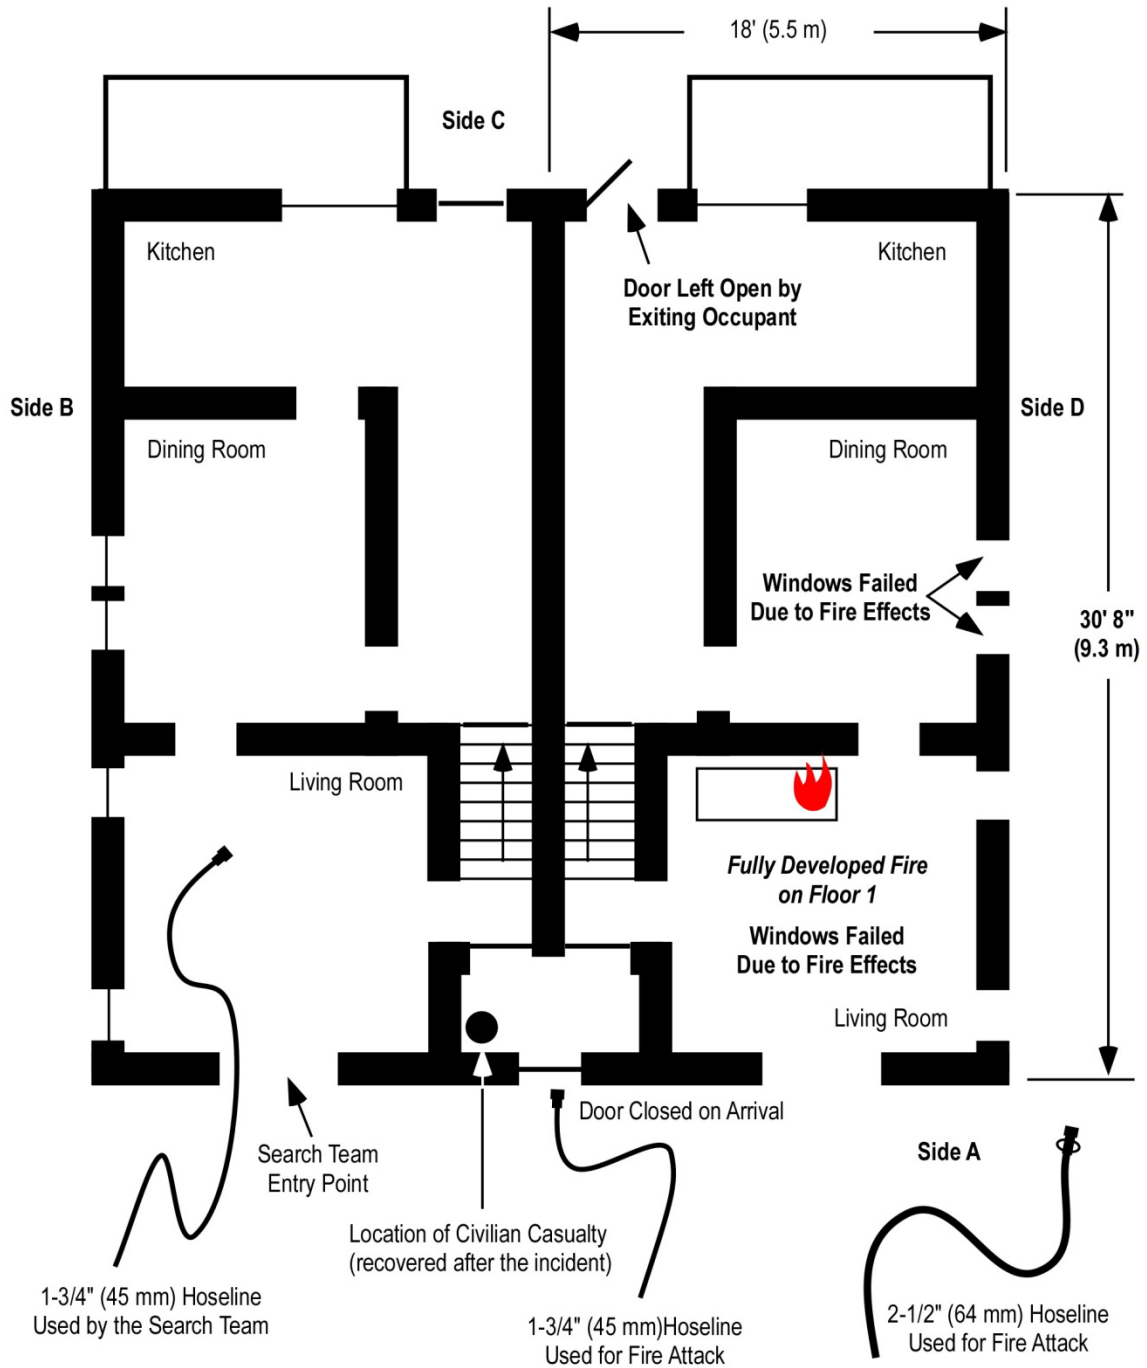 18' (5.5 m)
Side C
Kitchen
Kitchen
Door Left Open by
Exiting Occupant
Side B
Side D
Dining Room
Dining Room
Windows Failed
Due to Fire Effects
30' 8"
(9.3 m)
Living Room
Fully Developed Fire
on Floor 1
Windows Failed
Due to Fire Effects
Living Room
Door Closed on Arrival
Search Team
Entry Point
Side A
Location of Civilian Casualty
(recovered after the incident)
1-3/4" (45 mm) Hoseline
Used by the Search Team
1-3/4" (45 mm)Hoseline
Used for Fire Attack
2-1/2" (64 mm) Hoseline
Used for Fire Attack